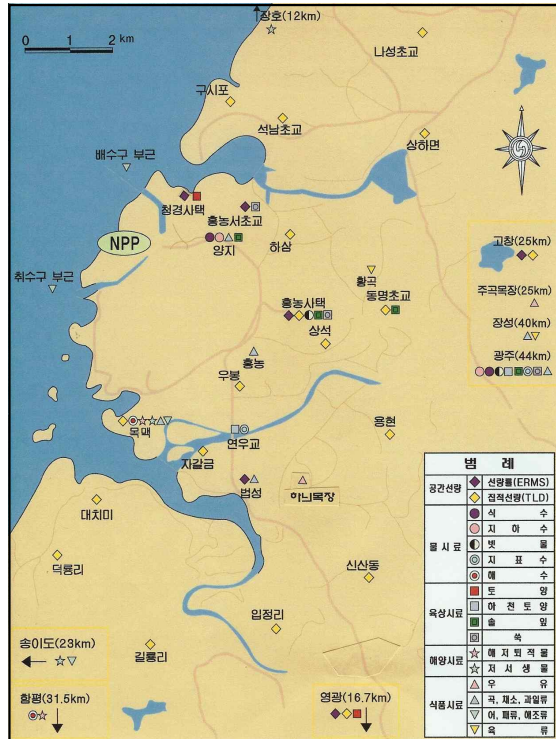 장호(12km)
0 1 2 km
나성초교
구시포
석남초교
상하면
배수구 부근
청경사택
홍농서초교
NPP
양지
하삼
고창(25km)
취수구 부근
황곡
주곡목장(25km)
홍농사택
동명초교
장성(40km)
상석
광주(44km)
홍농
우봉
목맥
연우교
용현
자갈금
법성
하늬목장
대치미
덕룡리
신산동
입정리
송이도(23km)
길룡리
함평(31.5km)
영광(16.7km)
범 례
공간선량
선량률(ERMS)
집적선량(TLD)
물시료
식 수
지 하 수
빗 물
지 표 수
해 수
육상시료
토 양
하 천 토 양
솔 잎
쑥
해양시료
해 저 퇴 적 물
저 서 생 물
식품시료
우 유
곡, 채소, 과일류
어, 패류, 해조류
육 류